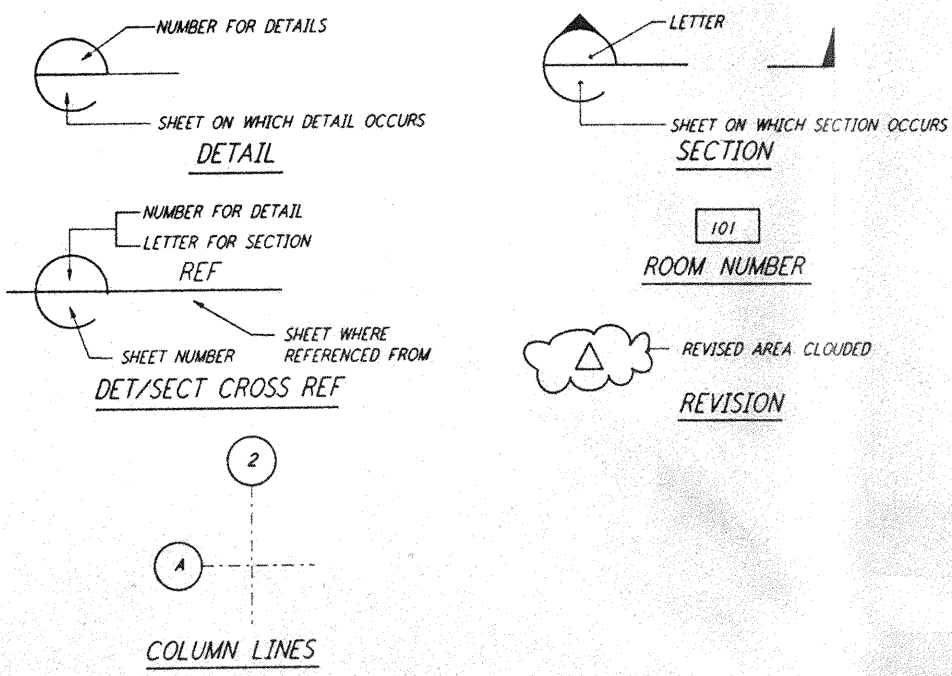 NUMBER FOR DETAILS
SHEET ON WHICH DETAIL OCCURS
DETAIL
LETTER
SHEET ON WHICH SECTION OCCURS
SECTION
NUMBER FOR DETAIL
LETTER FOR SECTION
REF
SHEET NUMBER
SHEET WHERE
REFERENCED FROM
DET/SECT CROSS REF
101
ROOM NUMBER
REVISED AREA CLOUDED
REVISION
2
A
COLUMN LINES